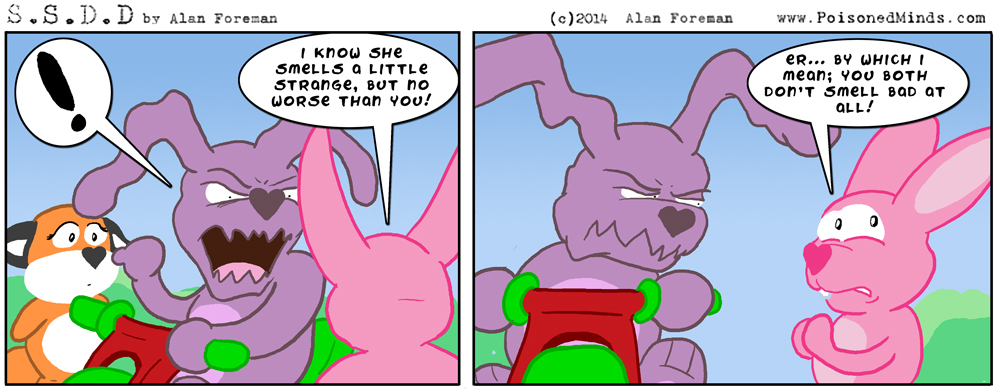 S.S.D.D by Alan Foreman (c)2014 Alan Foreman www.PoisonedMinds.com
!
I KNOW SHE
SMELLS A LITTLE
STRANGE, BUT NO
WORSE THAN YOU!
ER... BY WHICH I
MEAN; YOU BOTH
DON'T SMELL BAD AT
ALL!